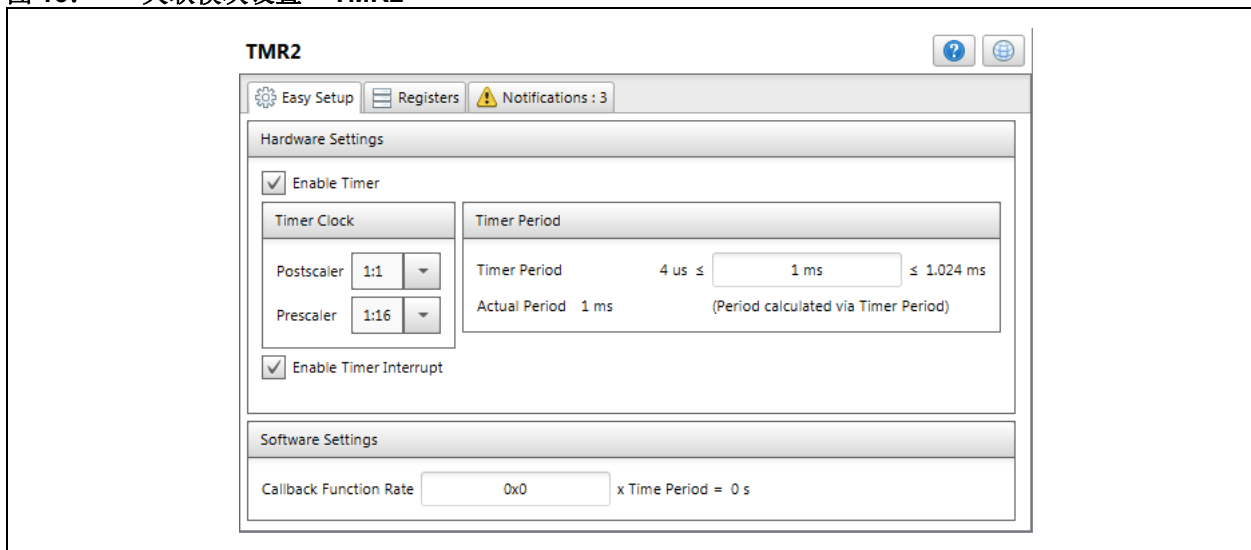 TMR2
Easy Setup Registers Notifications : 3
Hardware Settings
Enable Timer
Timer Clock
Timer Period
Postscaler 1:1
Prescaler 1:16
Timer Period 4 us ≤ 1 ms ≤ 1.024 ms
Actual Period 1 ms (Period calculated via Timer Period)
Enable Timer Interrupt
Software Settings
Callback Function Rate 0x0 x Time Period = 0 s